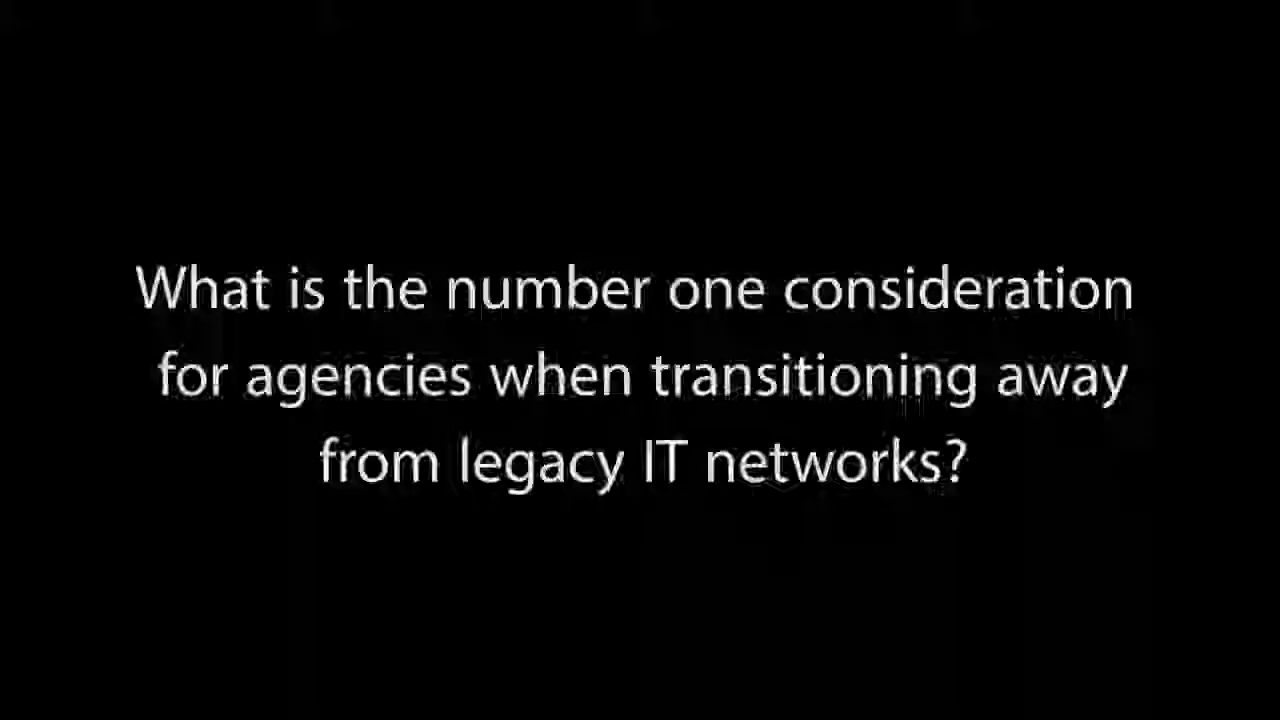 What is the number one consideration
for agencies when transitioning away
from legacy IT networks?